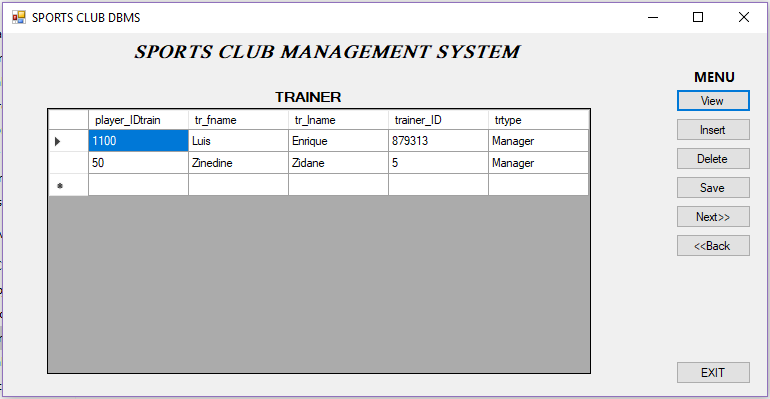 SPORTS CLUB DBMS
SPORTS CLUB MANAGEMENT SYSTEM
MENU
TRAINER
View
player_IDtrain tr_fname tr_lname trainer_ID trtype
Insert
1100 Luis Enrique 879313 Manager
Delete
50 Zinedine Zidane 5 Manager
Save
Next>>
<<Back
EXIT